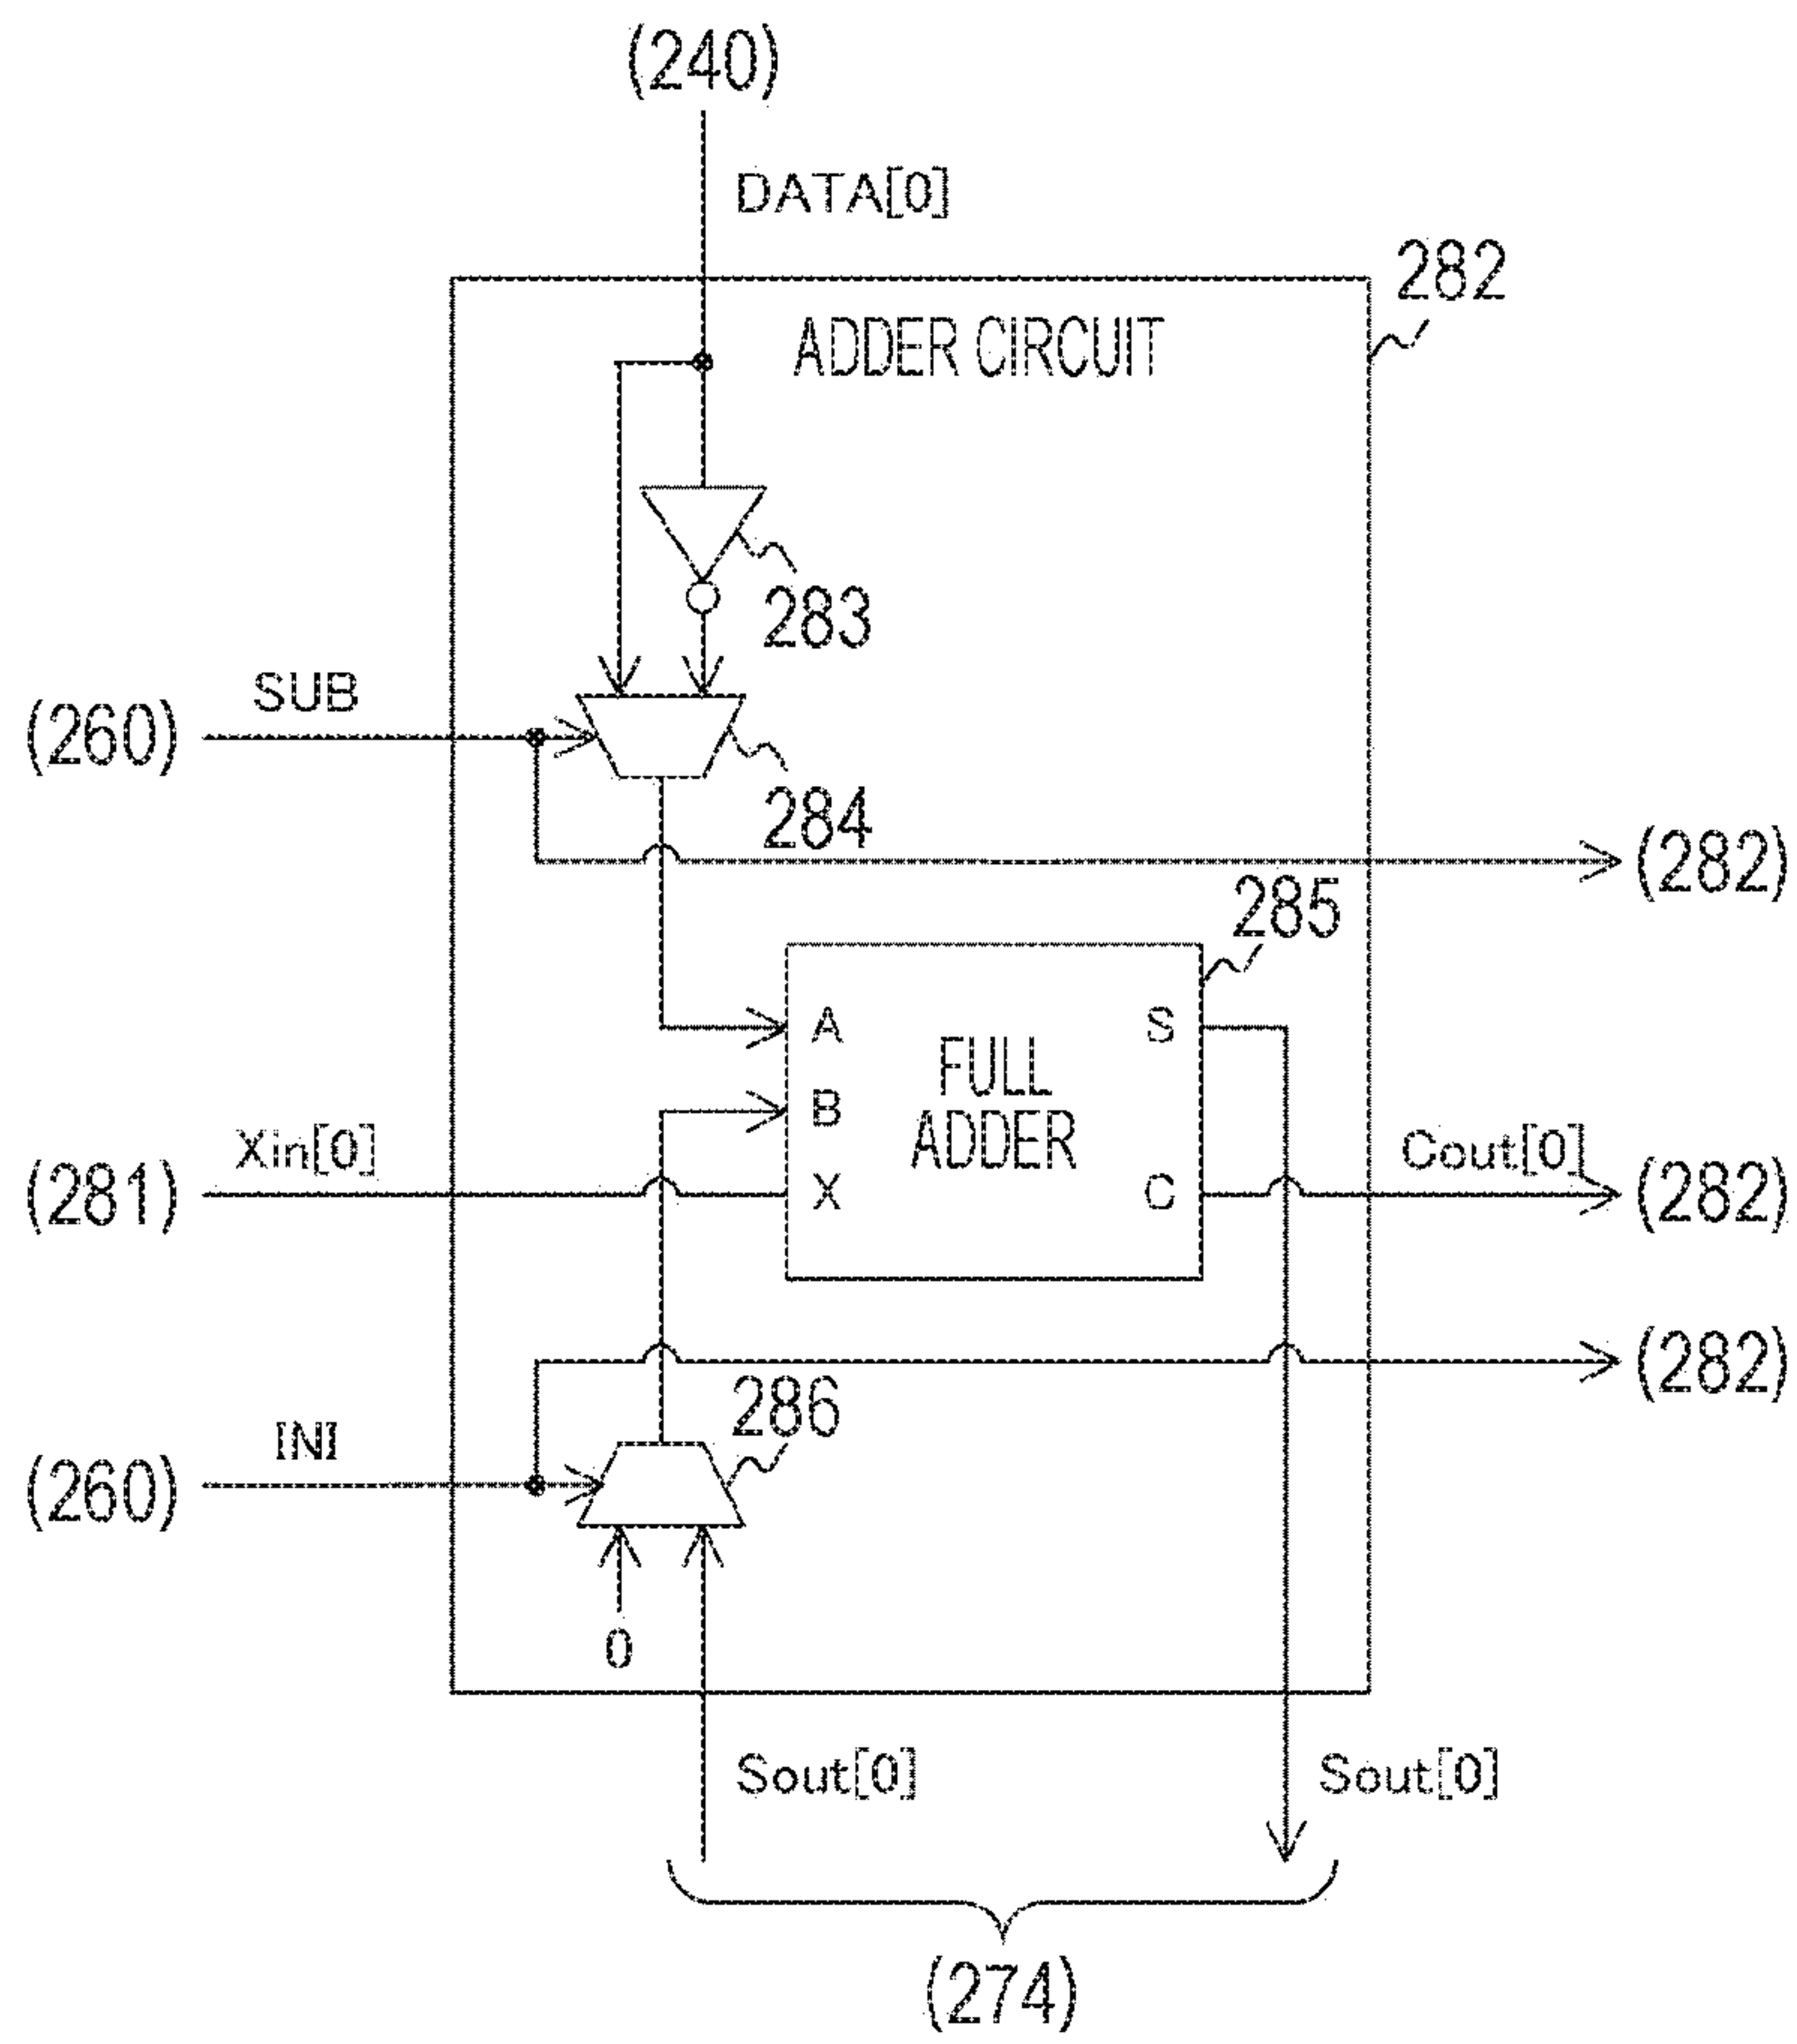 (240)
DATA[0]
282
ADDER CIRCUIT
283
SUB
(260)
284
(282)
285
A
S
FULL
ADDER
B
Xin[0]
Cout[0]
(281)
X
C
(282)
(282)
286
INI
(260)
0
Sout[0]
Sout[0]
(274)